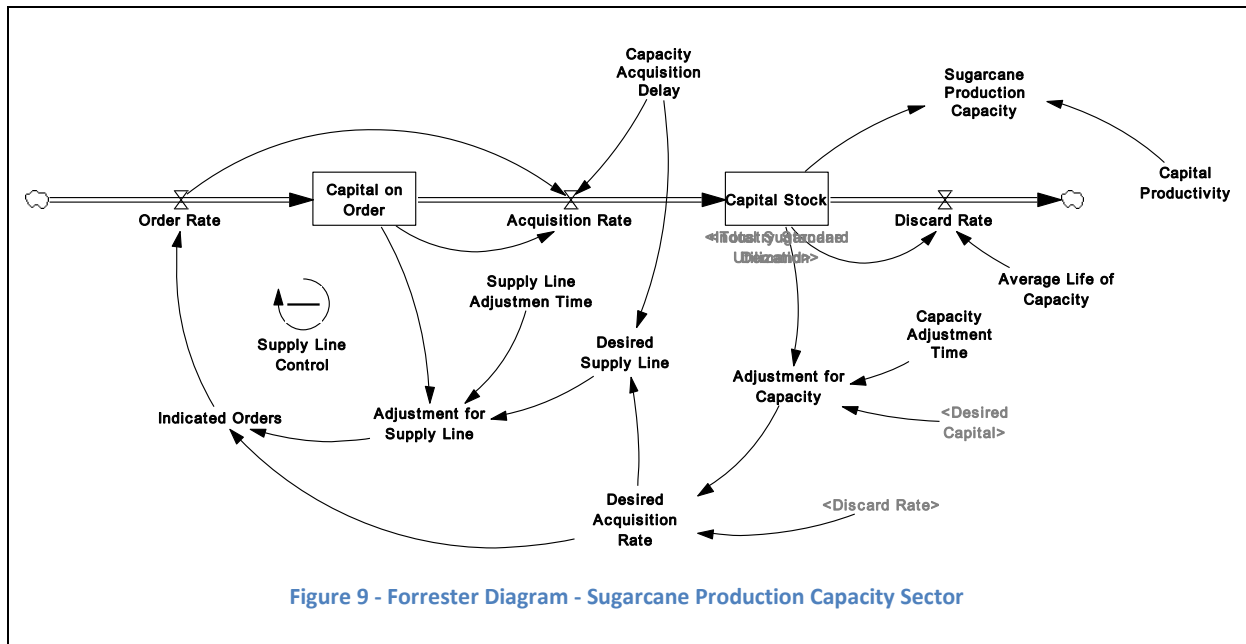 Capacity
Acquisition
Delay
Sugarcane
Production
Capacity
Capital
Productivity
Capital on
Order
Capital Stock
Order Rate
Acquisition Rate
Discard Rate
Average Life of
Capacity
Supply Line
Adjustmen Time
Capacity
Adjustment
Time
Supply Line
Control
Desired
Supply Line
Adjustment for
Capacity
Indicated Orders
Adjustment for
Supply Line
<Desired
Capital>
Desired
Acquisition
Rate
<Discard Rate>
Figure 9 - Forrester Diagram - Sugarcane Production Capacity Sector